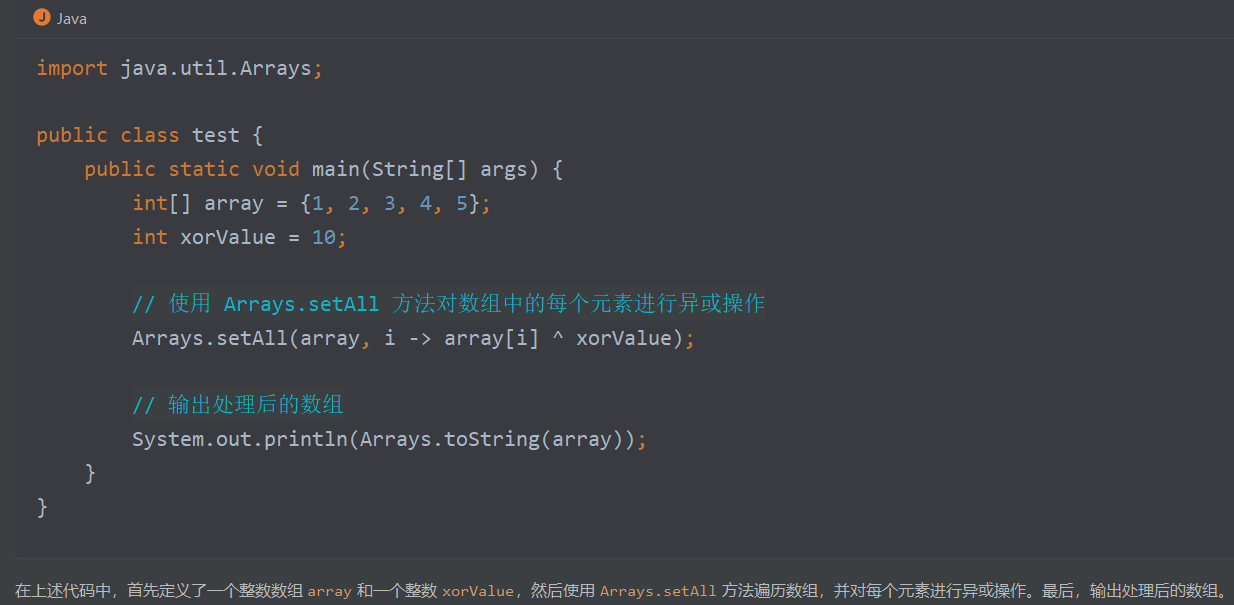 Java
import java.util.Arrays;
public class test {
    public static void main(String[] args) {
        int[] array = {1, 2, 3, 4, 5};
        int xorValue = 10;
        // 使用 Arrays.setAll 方法对数组中的每个元素进行异或操作
        Arrays.setAll(array, i -> array[i] ^ xorValue);
        // 输出处理后的数组
        System.out.println(Arrays.toString(array));
    }
}
在上述代码中，首先定义了一个整数数组 array 和一个整数 xorValue，然后使用 Arrays.setAll 方法遍历数组，并对每个元素进行异或操作。最后，输出处理后的数组。